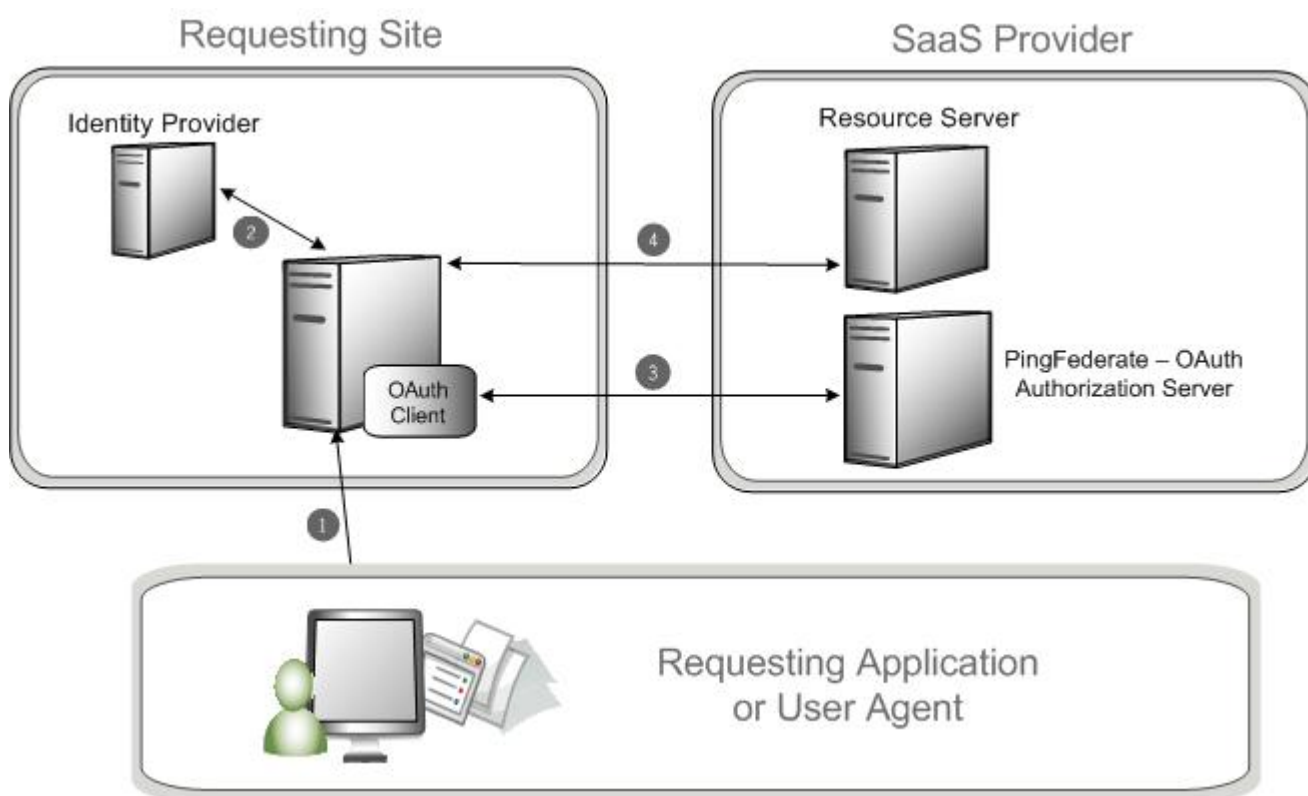 Requesting Site
SaaS Provider
Identity Provider
Resource Server
2
4
OAuth
Client
3
PingFederate – OAuth
Authorization Server
1
Requesting Application
or User Agent